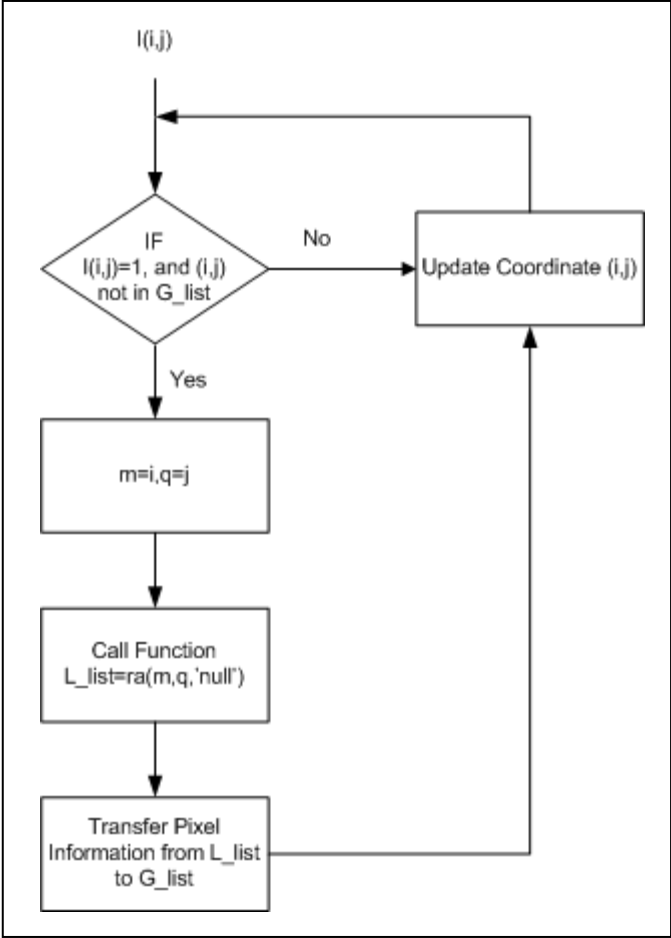 I(i,j)
IF
I(i,j)=1, and (i,j)
not in G_list
No
Update Coordinate (i,j)
Yes
m=i,q=j
Call Function
L_list=ra(m,q,'null')
Transfer Pixel
Information from L_list
to G_list